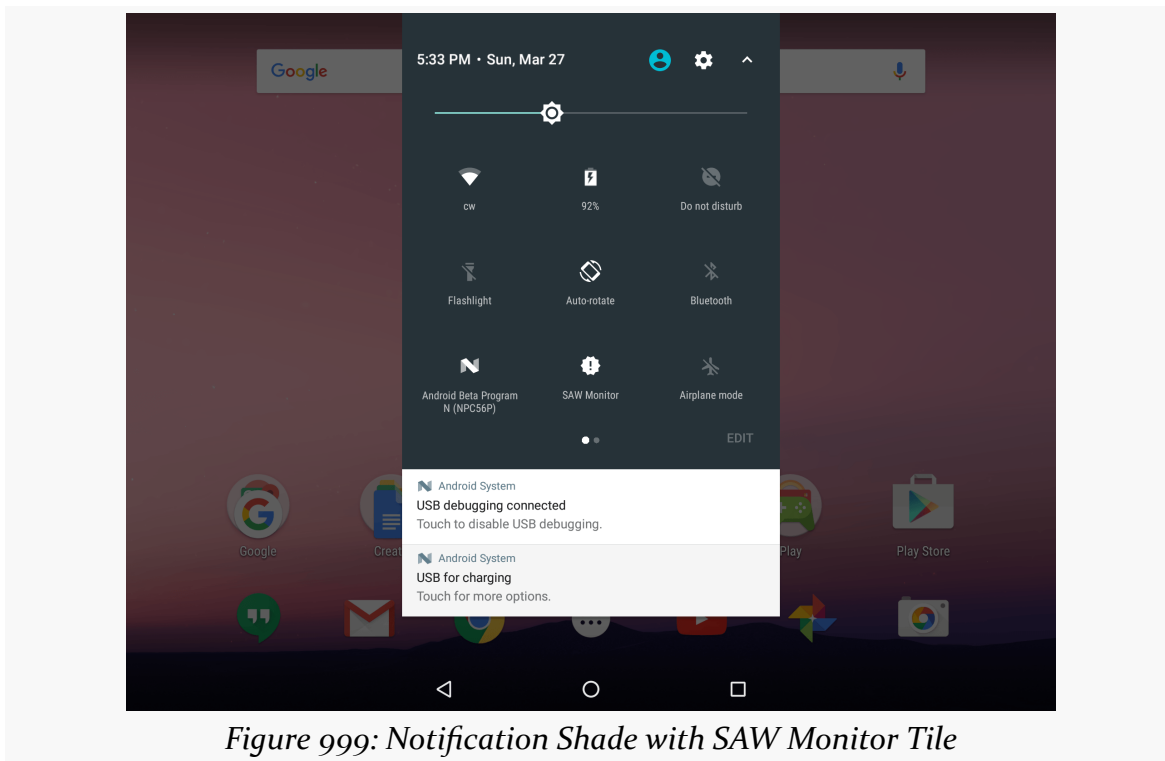 Google
5:33 PM • Sun, Mar 27
cw
92%
Do not disturb
Flashlight
Auto-rotate
Bluetooth
Android Beta Program
N (NPC56P)
SAW Monitor
Airplane mode
EDIT
Android System
USB debugging connected
Touch to disable USB debugging.
Android System
USB for charging
Touch for more options.
Google
Creat
Play
Play Store
Figure 999: Notification Shade with SAW Monitor Tile